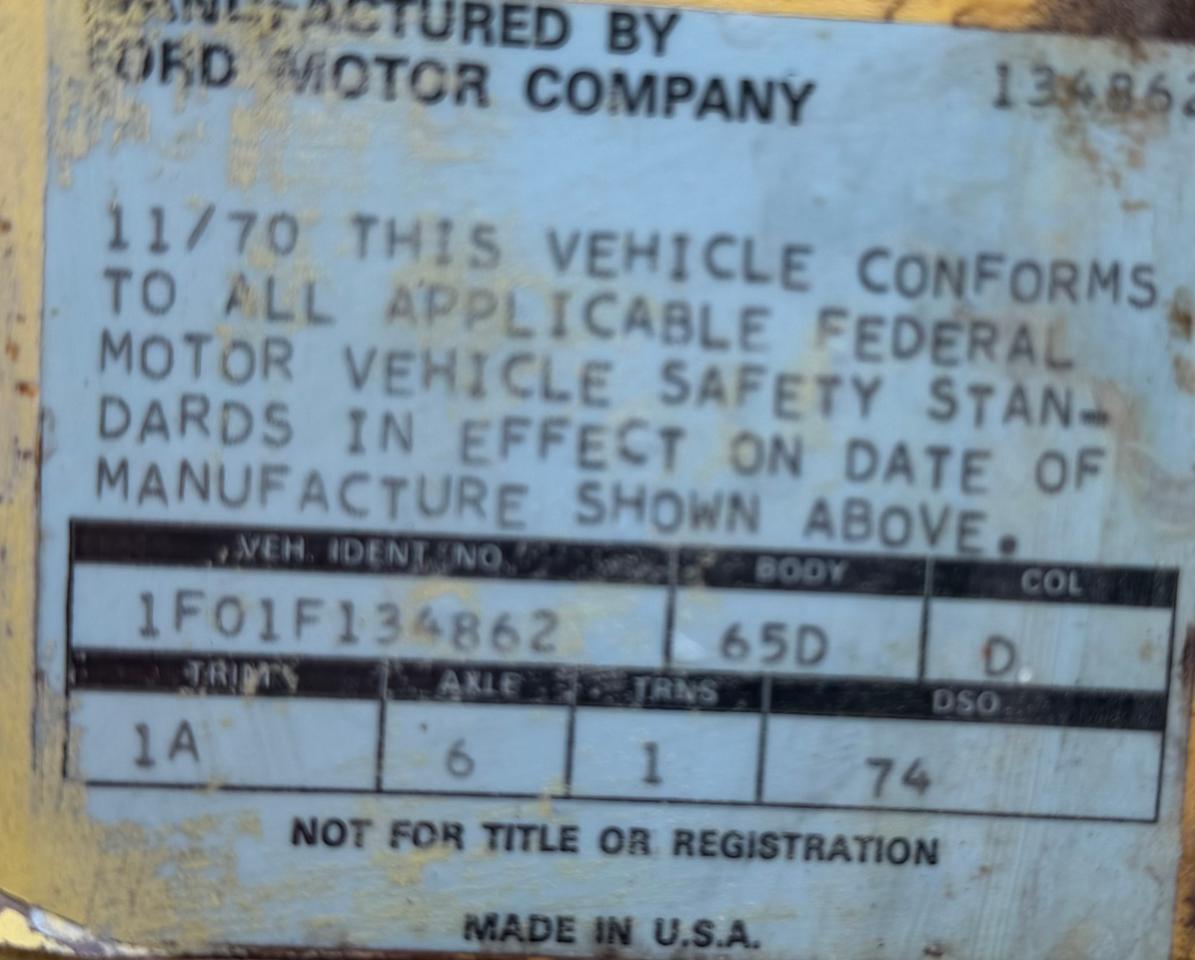 MANUFACTURED BY
FORD MOTOR COMPANY
134862
11/70 THIS VEHICLE CONFORMS
TO ALL APPLICABLE FEDERAL
MOTOR VEHICLE SAFETY STAN-
DARDS IN EFFECT ON DATE OF
MANUFACTURE SHOWN ABOVE.
VEH. IDENT. NO. BODY COL
1F01F134862 65D D
TRIM AXLE TRNS DSO
1A 6 1 74
NOT FOR TITLE OR REGISTRATION
MADE IN U.S.A.